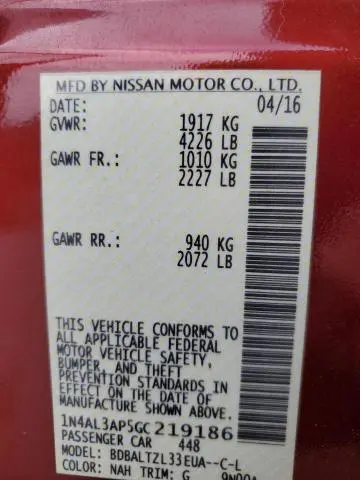 MFD BY NISSAN MOTOR CO., LTD.
DATE: 04/16
GVWR: 1917 KG
4226 LB
GAWR FR.: 1010 KG
2227 LB
GAWR RR.: 940 KG
2072 LB
THIS VEHICLE CONFORMS TO
ALL APPLICABLE FEDERAL
MOTOR VEHICLE SAFETY,
BUMPER, AND THEFT
PREVENTION STANDARDS IN
EFFECT ON THE DATE OF
MANUFACTURE SHOWN ABOVE.
1N4AL3AP5GC219186
PASSENGER CAR 448
MODEL: BDBALTZL33EUA--C-L
COLOR: NAH TRIM: G